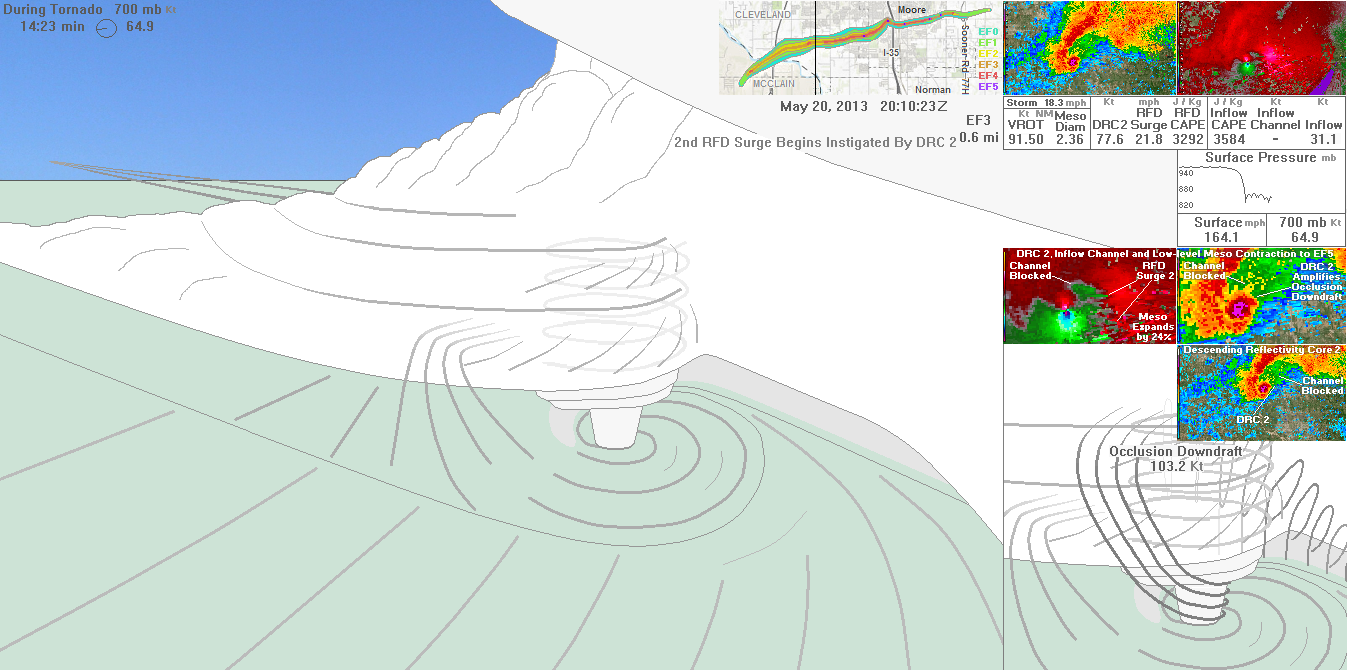 During Tornado 700 mb Kt
14:23 min 64.9
CLEVELAND
Moore
I-35
Sooner Rd
77H
MCCLAIN
Norman
EF0
EF1
EF2
EF3
EF4
EF5
May 20, 2013 20:10:23Z
EF3
0.6 mi
2nd RFD Surge Begins Instigated By DRC 2
Storm 18.3 mph
Kt NM
VROT Meso Diam
91.50 2.36
Kt mph J / Kg
DRC2 RFD Surge RFD CAPE
77.6 21.8 3292
J / Kg Kt Kt
Inflow CAPE Inflow Channel Inflow
3584 - 31.1
Surface Pressure mb
940
880
820
Surface mph 700 mb Kt
164.1 64.9
DRC 2, Inflow Channel and Low-level Meso Contraction to EF5
Channel Blocked
RFD Surge 2
Meso Expands by 24%
Channel Blocked
DRC 2 Amplifies Occlusion Downdraft
Descending Reflectivity Core 2
Channel Blocked
DRC 2
Occlusion Downdraft
103.2 Kt